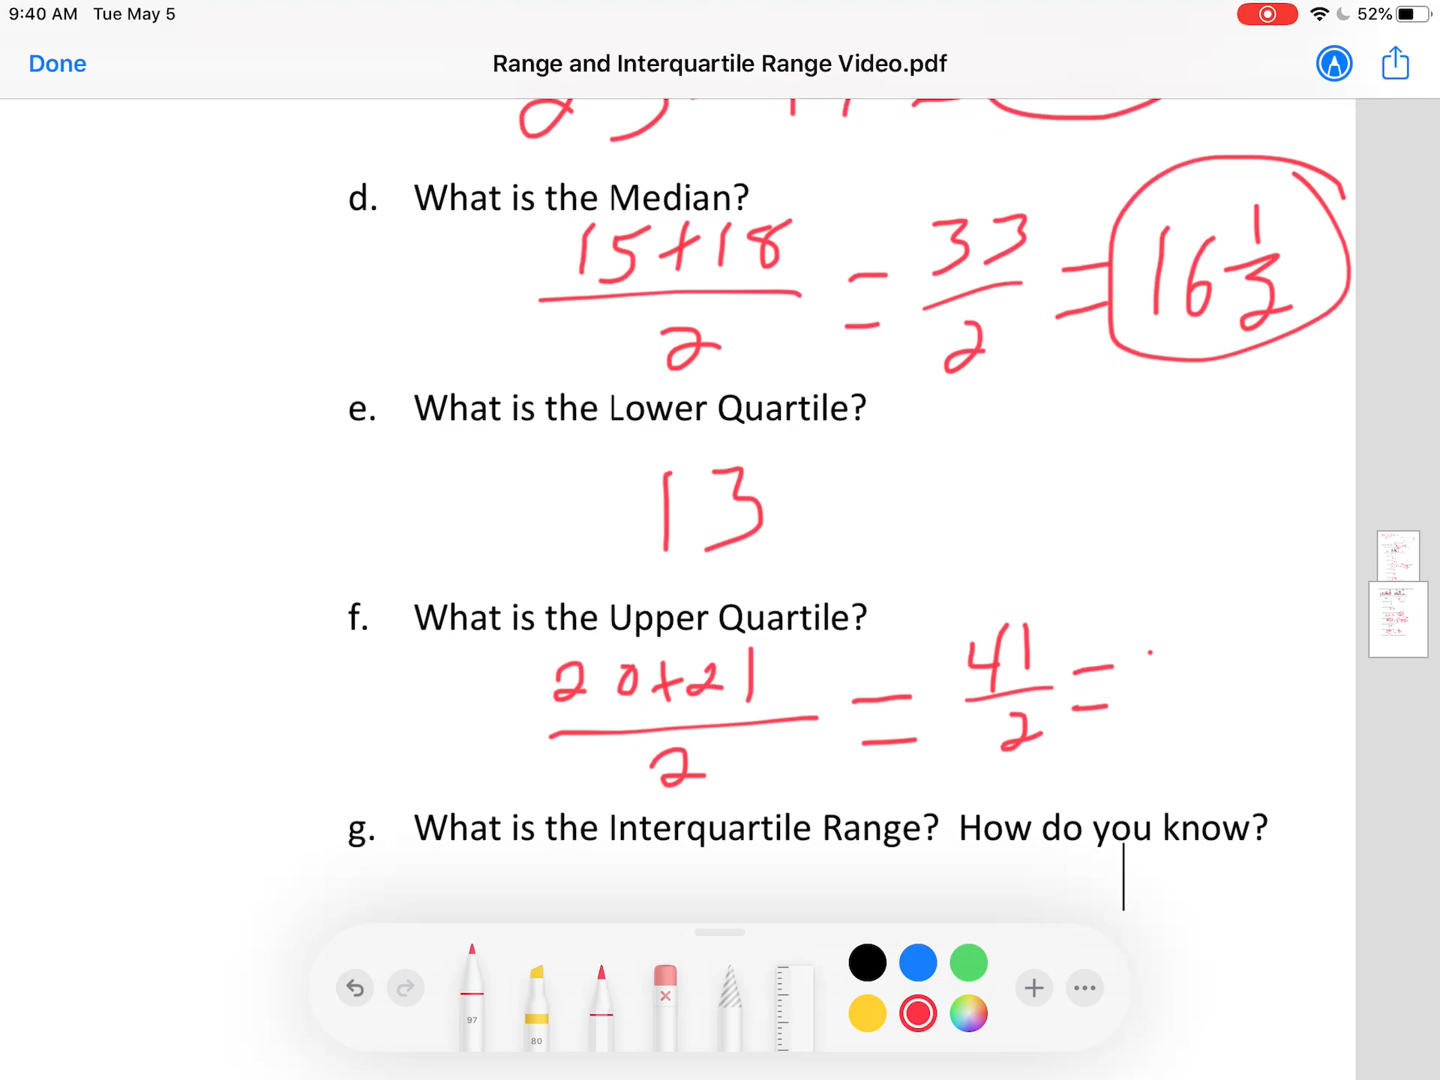 9:40 AM Tue May 5 52%
Done Range and Interquartile Range Video.pdf
d. What is the Median?
15+18 / 2 = 33 / 2 = 16 1/2
e. What is the Lower Quartile?
13
f. What is the Upper Quartile?
20+21 / 2 = 41 / 2 =
g. What is the Interquartile Range? How do you know?
97
80